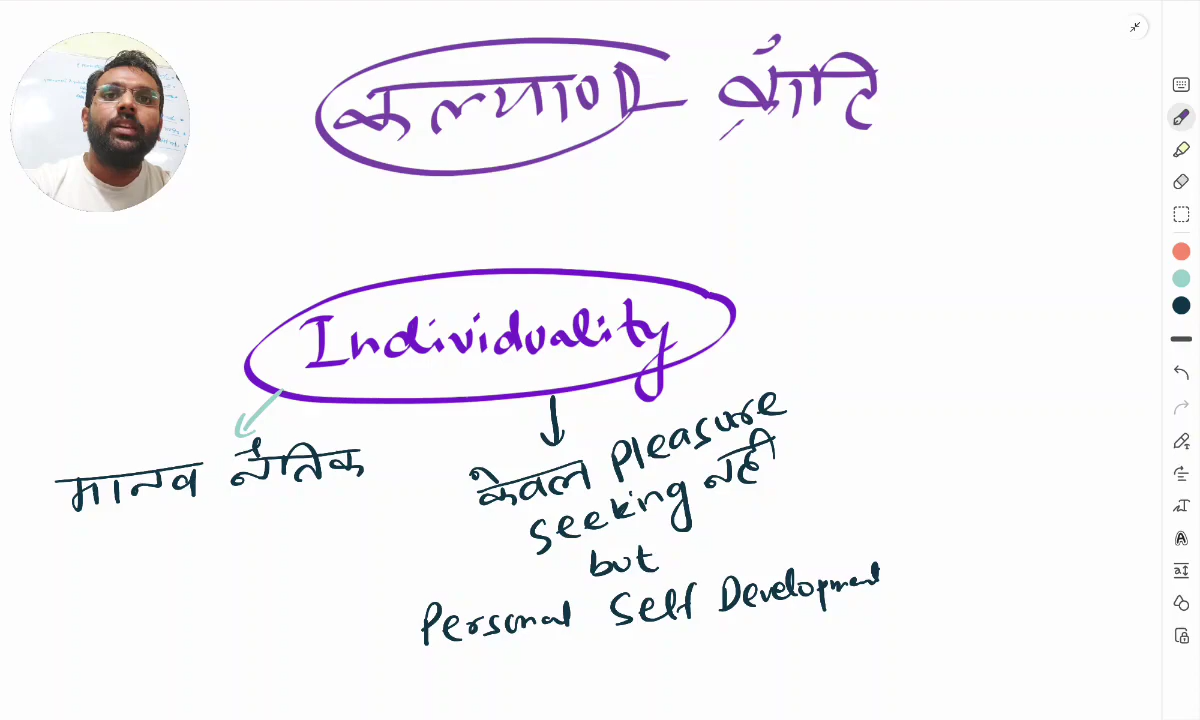 कल्याण
Individuality
मानव नैतिक
केवल pleasure
seeking नहीं
but
Personal Self Development